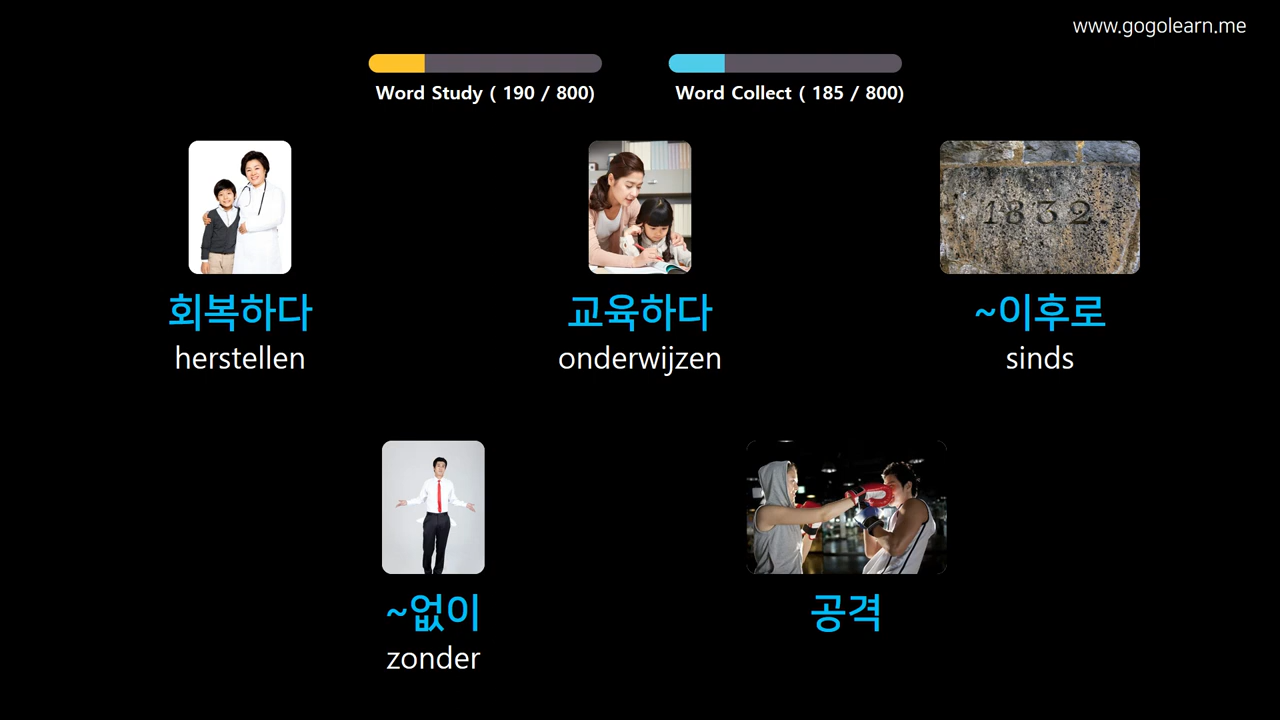 www.gogolearn.me
Word Study ( 190 / 800)
Word Collect ( 185 / 800)
1832.
회복하다
herstellen
교육하다
onderwijzen
~이후로
sinds
~없이
zonder
공격